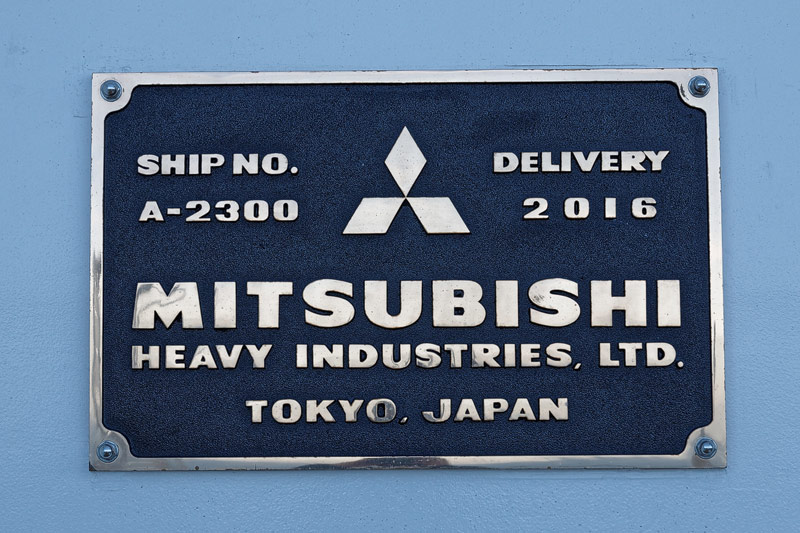 SHIP NO.
DELIVERY
A-2300
2016
MITSUBISHI
HEAVY INDUSTRIES, LTD.
TOKYO, JAPAN